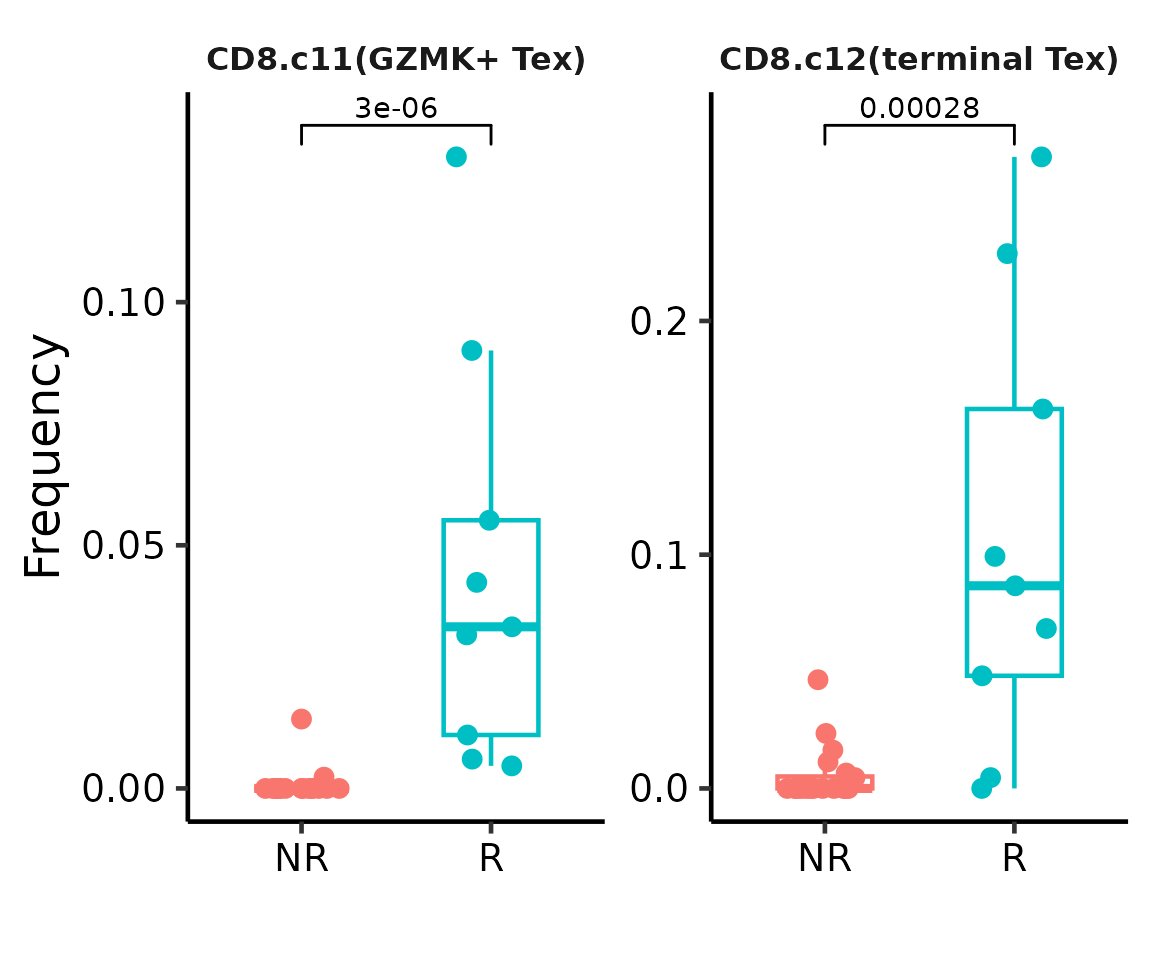 CD8.c11(GZMK+ Tex)
CD8.c12(terminal Tex)
3e-06
0.00028
Frequency
0.10
0.05
0.00
0.2
0.1
0.0
NR
R
NR
R